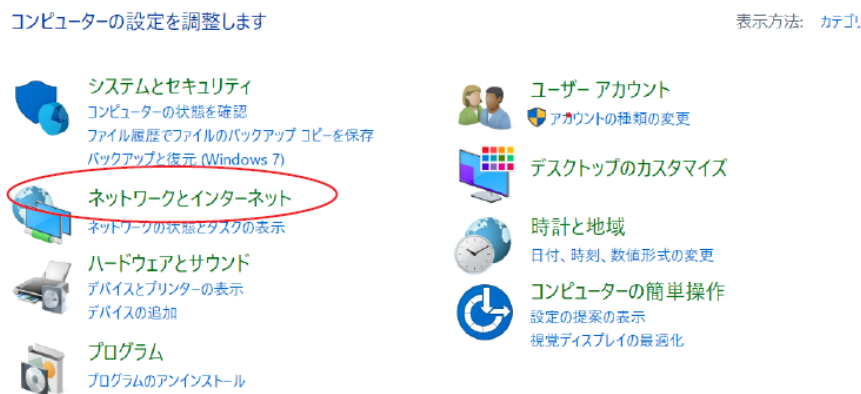 コンピューターの設定を調整します
表示方法: カテゴリ
システムとセキュリティ
コンピューターの状態を確認
ファイル履歴でファイルのバックアップ コピーを保存
バックアップと復元 (Windows 7)
ネットワークとインターネット
ネットワークの状態とタスクの表示
ハードウェアとサウンド
デバイスとプリンターの表示
デバイスの追加
プログラム
プログラムのアンインストール
ユーザー アカウント
アカウントの種類の変更
デスクトップのカスタマイズ
時計と地域
日付、時刻、数値形式の変更
コンピューターの簡単操作
設定の提案の表示
視覚ディスプレイの最適化